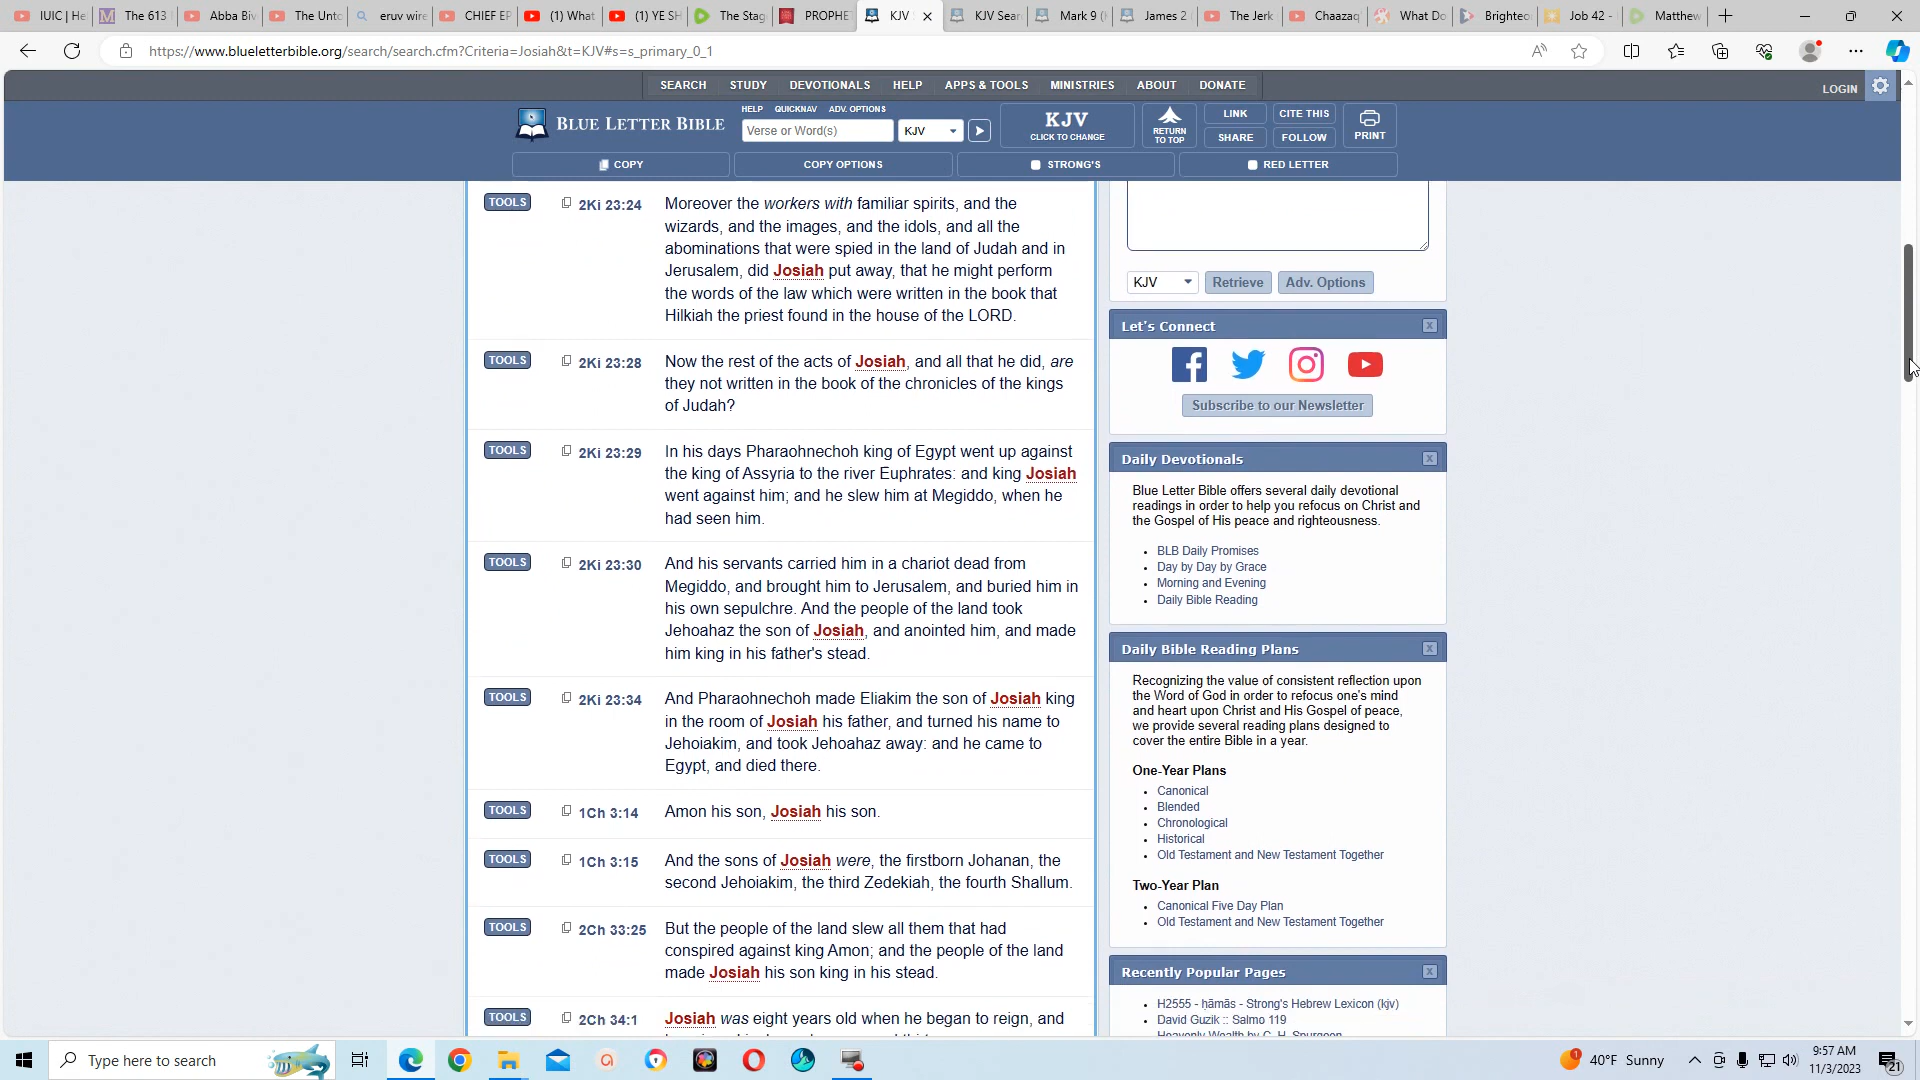 IUIC | He
The 613
Abba Biv
The Unto
eruv wire
CHIEF EP
(1) What
(1) YE SH
The Stag
PROPHE
KJV S
KJV Sear
Mark 9 (
James 2 (
The Jerk
Chaazaq
What Do
Brighteo
Job 42 -
Matthew
https://www.blueletterbible.org/search/search.cfm?Criteria=Josiah&t=KJV#s=s_primary_0_1
SEARCH STUDY DEVOTIONALS HELP APPS & TOOLS MINISTRIES ABOUT DONATE
LOGIN
BLUE LETTER BIBLE
HELP QUICKNAV ADV. OPTIONS
Verse or Word(s)
KJV
KJV
CLICK TO CHANGE
RETURN
TO TOP
LINK
CITE THIS
SHARE
FOLLOW
PRINT
COPY
COPY OPTIONS
STRONG'S
RED LETTER
TOOLS 2Ki 23:24 Moreover the workers with familiar spirits, and the
wizards, and the images, and the idols, and all the
abominations that were spied in the land of Judah and in
Jerusalem, did Josiah put away, that he might perform
the words of the law which were written in the book that
Hilkiah the priest found in the house of the LORD.
TOOLS 2Ki 23:28 Now the rest of the acts of Josiah, and all that he did, are
they not written in the book of the chronicles of the kings
of Judah?
TOOLS 2Ki 23:29 In his days Pharaohnechoh king of Egypt went up against
the king of Assyria to the river Euphrates: and king Josiah
went against him; and he slew him at Megiddo, when he
had seen him.
TOOLS 2Ki 23:30 And his servants carried him in a chariot dead from
Megiddo, and brought him to Jerusalem, and buried him in
his own sepulchre. And the people of the land took
Jehoahaz the son of Josiah, and anointed him, and made
him king in his father's stead.
TOOLS 2Ki 23:34 And Pharaohnechoh made Eliakim the son of Josiah king
in the room of Josiah his father, and turned his name to
Jehoiakim, and took Jehoahaz away: and he came to
Egypt, and died there.
TOOLS 1Ch 3:14 Amon his son, Josiah his son.
TOOLS 1Ch 3:15 And the sons of Josiah were, the firstborn Johanan, the
second Jehoiakim, the third Zedekiah, the fourth Shallum.
TOOLS 2Ch 33:25 But the people of the land slew all them that had
conspired against king Amon; and the people of the land
made Josiah his son king in his stead.
TOOLS 2Ch 34:1 Josiah was eight years old when he began to reign, and
KJV Retrieve Adv. Options
Let's Connect
Subscribe to our Newsletter
Daily Devotionals
Blue Letter Bible offers several daily devotional
readings in order to help you refocus on Christ and
the Gospel of His peace and righteousness.
BLB Daily Promises
Day by Day by Grace
Morning and Evening
Daily Bible Reading
Daily Bible Reading Plans
Recognizing the value of consistent reflection upon
the Word of God in order to refocus one's mind
and heart upon Christ and His Gospel of peace,
we provide several reading plans designed to
cover the entire Bible in a year.
One-Year Plans
Canonical
Blended
Chronological
Historical
Old Testament and New Testament Together
Two-Year Plan
Canonical Five Day Plan
Old Testament and New Testament Together
Recently Popular Pages
H2555 - ḥāmās - Strong's Hebrew Lexicon (kjv)
David Guzik :: Salmo 119
Heavenly Wealth by C. H. Spurgeon
Type here to search
40°F Sunny
9:57 AM
11/3/2023
21